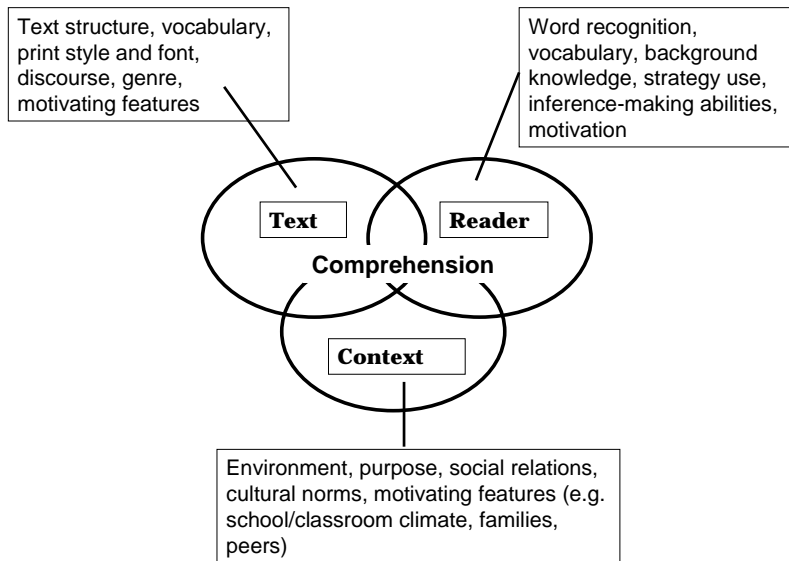 Text structure, vocabulary,
print style and font,
discourse, genre,
motivating features
Word recognition,
vocabulary, background
knowledge, strategy use,
inference-making abilities,
motivation
Text
Reader
Comprehension
Context
Environment, purpose, social relations,
cultural norms, motivating features (e.g.
school/classroom climate, families,
peers)